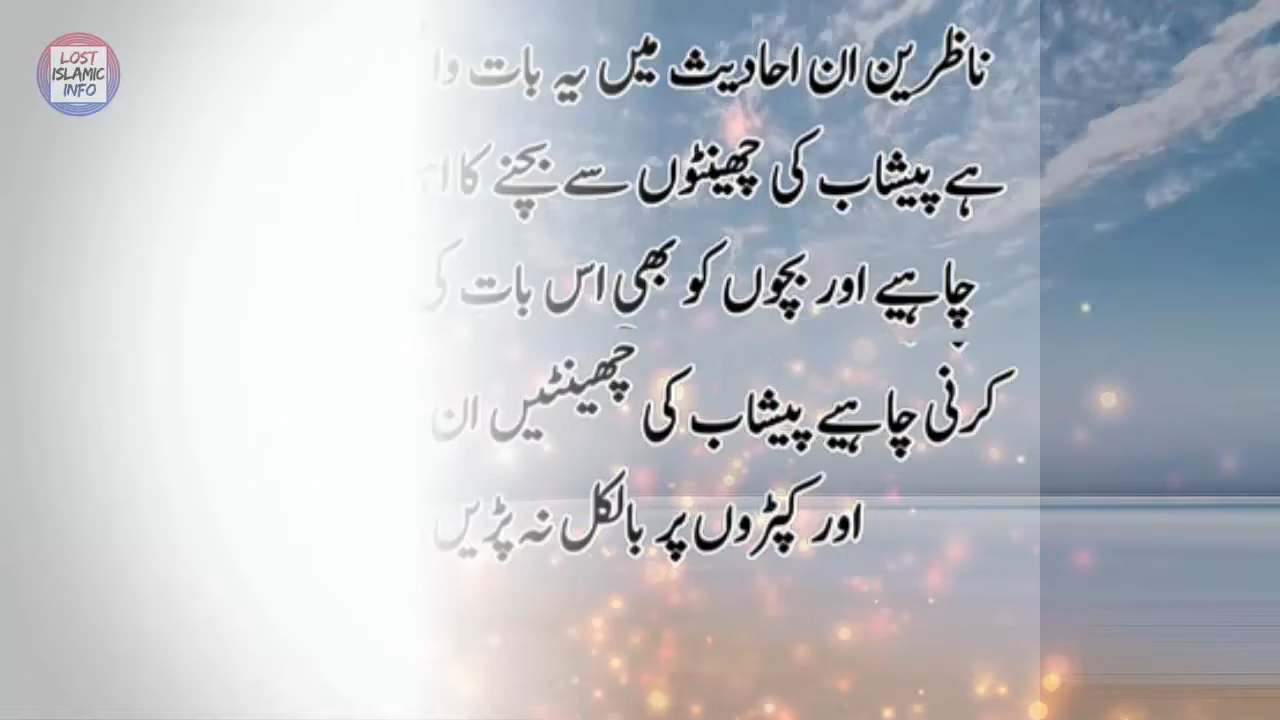 LOST
ISLAMIC
INFO
ناظرین ان احادیث میں یہ بات
ہے پیشاب کی چھینٹوں سے بچنے کا
چاہیے اور بچوں کو بھی اس بات کی
کرنی چاہیے پیشاب کی چھینٹیں ان
اور کپڑوں پر بالکل نہ پڑیں